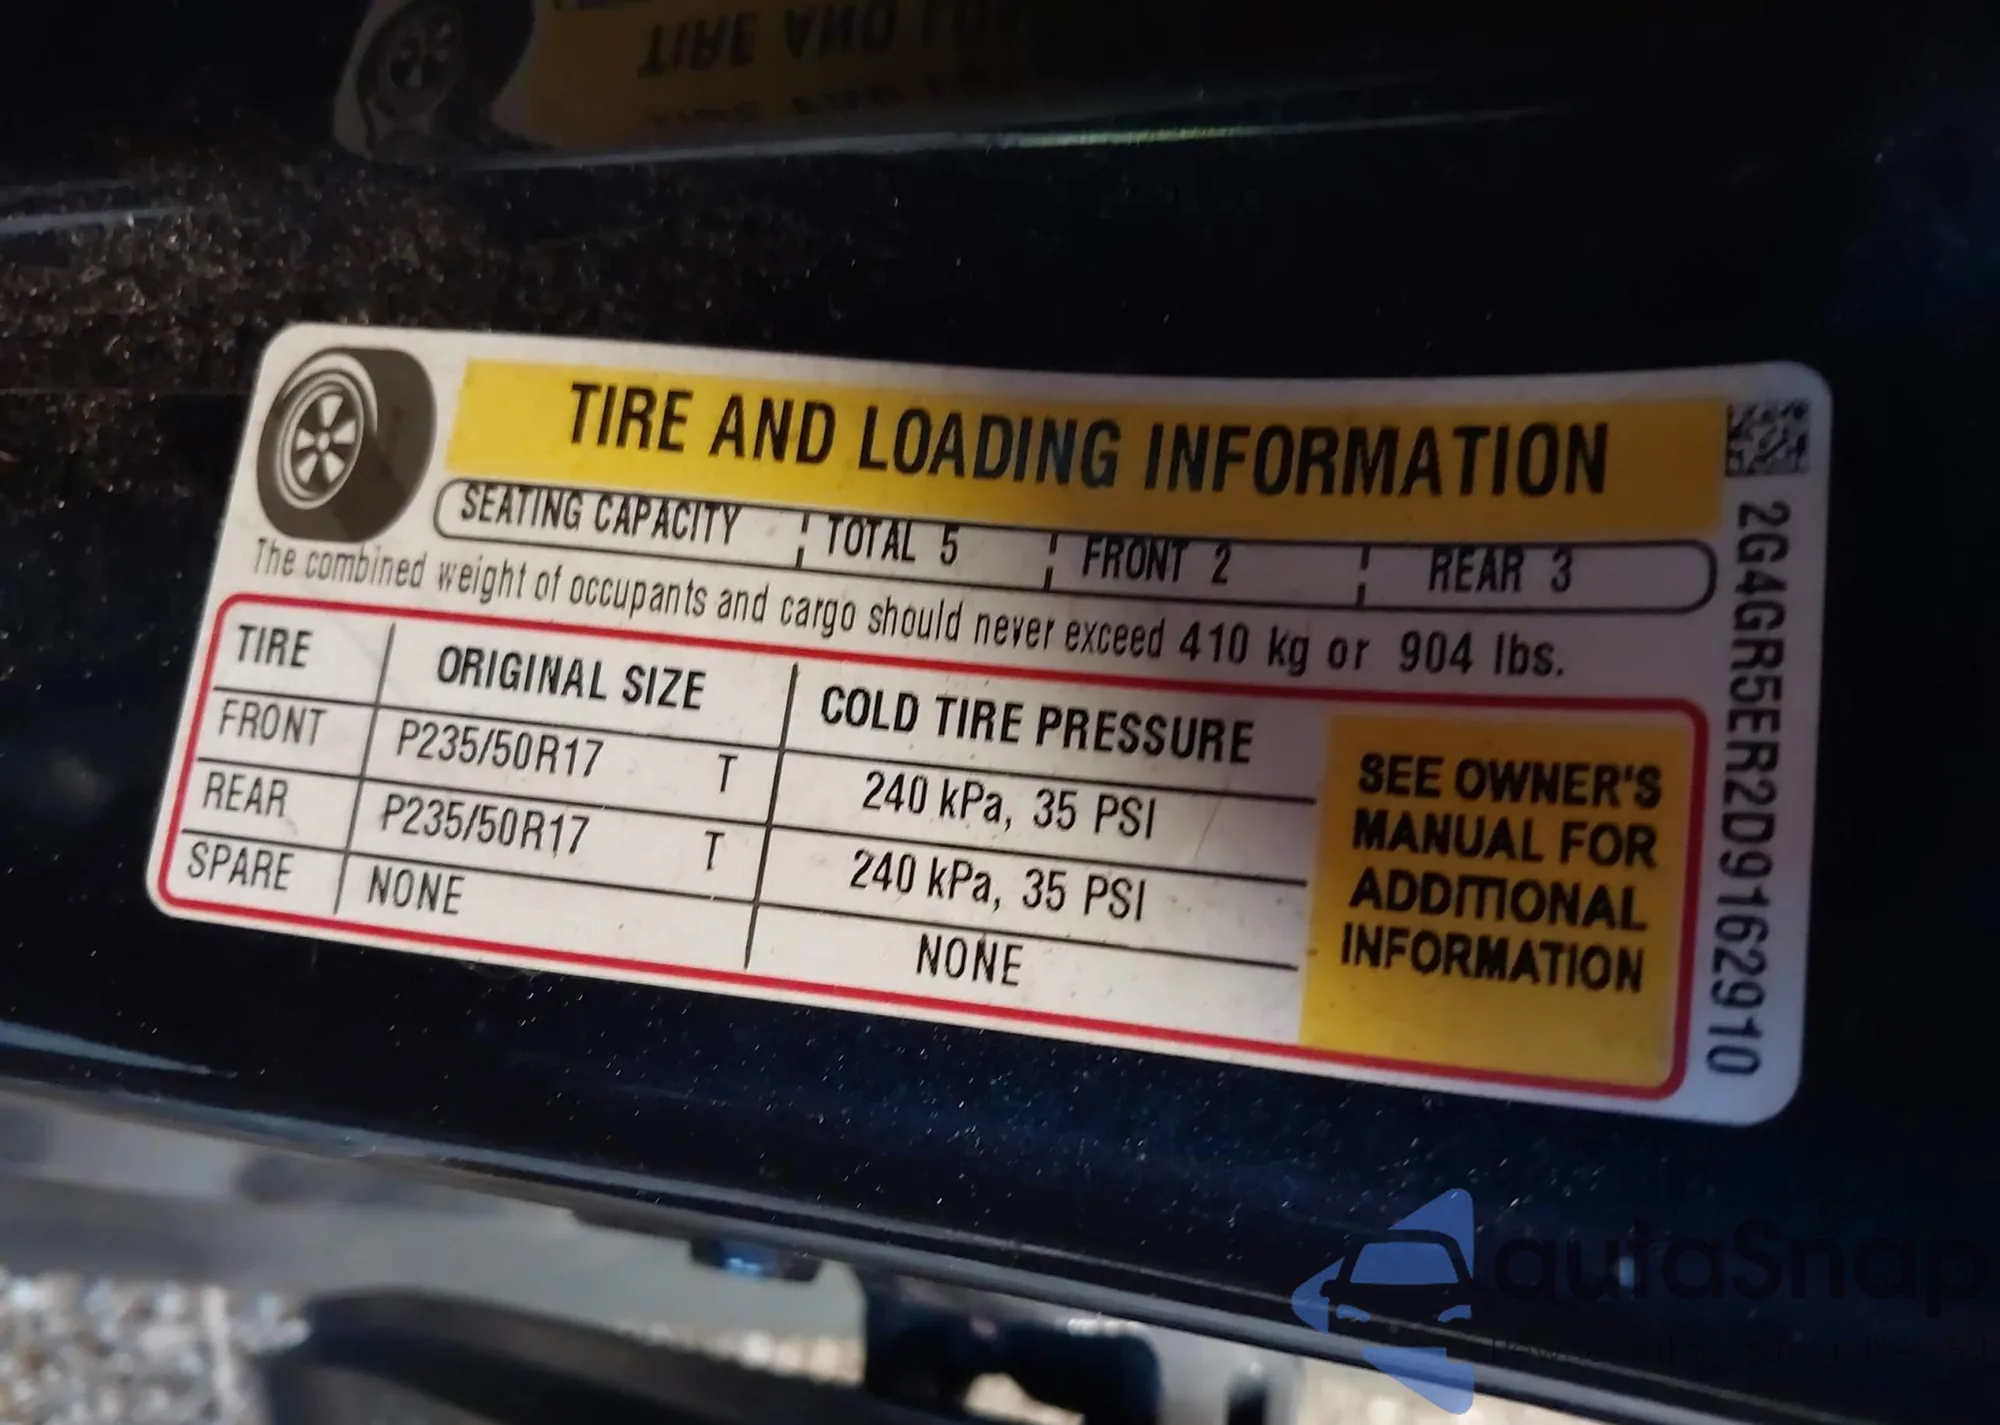 TIRE AND LOADING INFORMATION
SEATING CAPACITY TOTAL 5 FRONT 2 REAR 3
The combined weight of occupants and cargo should never exceed 410 kg or 904 lbs.
TIRE ORIGINAL SIZE COLD TIRE PRESSURE
FRONT P235/50R17 T 240 kPa, 35 PSI
REAR P235/50R17 T 240 kPa, 35 PSI
SPARE NONE NONE
SEE OWNER'S
MANUAL FOR
ADDITIONAL
INFORMATION
2G4GR5ER2D9162910
TIRE AND
autaSnap